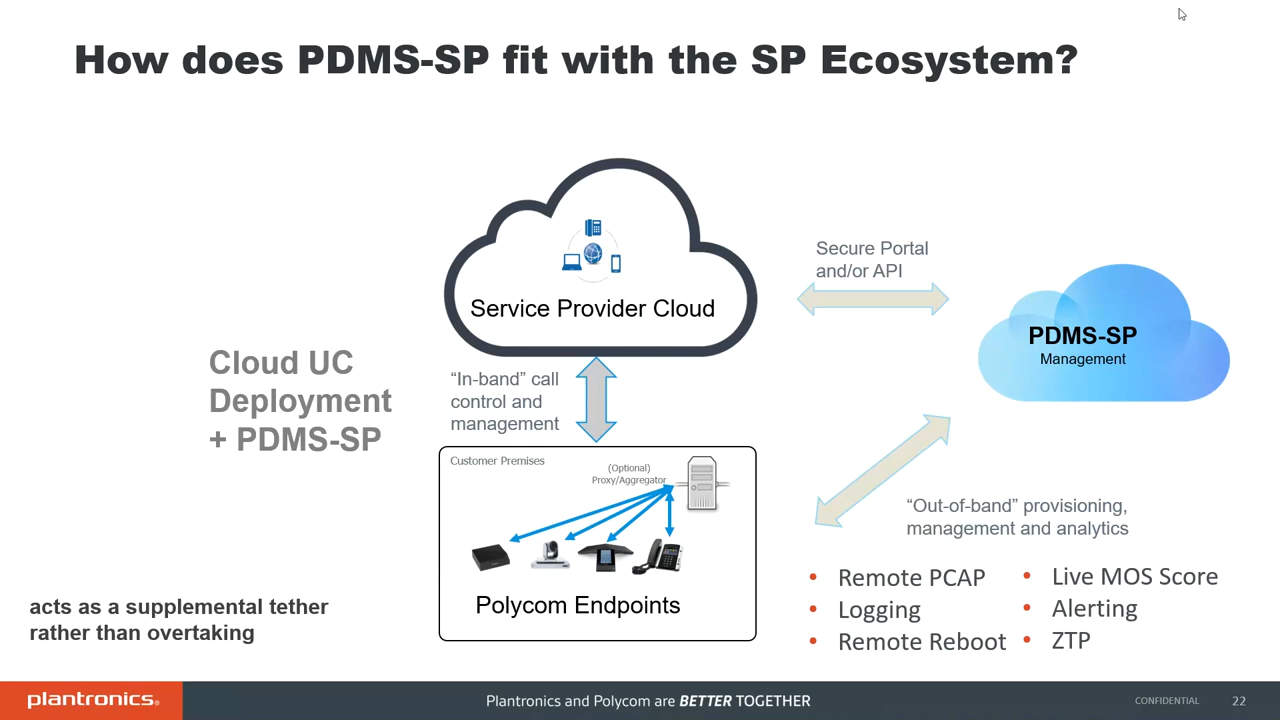 How does PDMS-SP fit with the SP Ecosystem?
Service Provider Cloud
Secure Portal
and/or API
PDMS-SP
Management
Cloud UC
Deployment
+ PDMS-SP
“In-band” call
control and
management
Customer Premises
(Optional)
Proxy/Aggregator
Polycom Endpoints
“Out-of-band” provisioning,
management and analytics
• Remote PCAP
• Logging
• Remote Reboot
• Live MOS Score
• Alerting
• ZTP
acts as a supplemental tether
rather than overtaking
plantronics.
Plantronics and Polycom are BETTER TOGETHER
CONFIDENTIAL
22